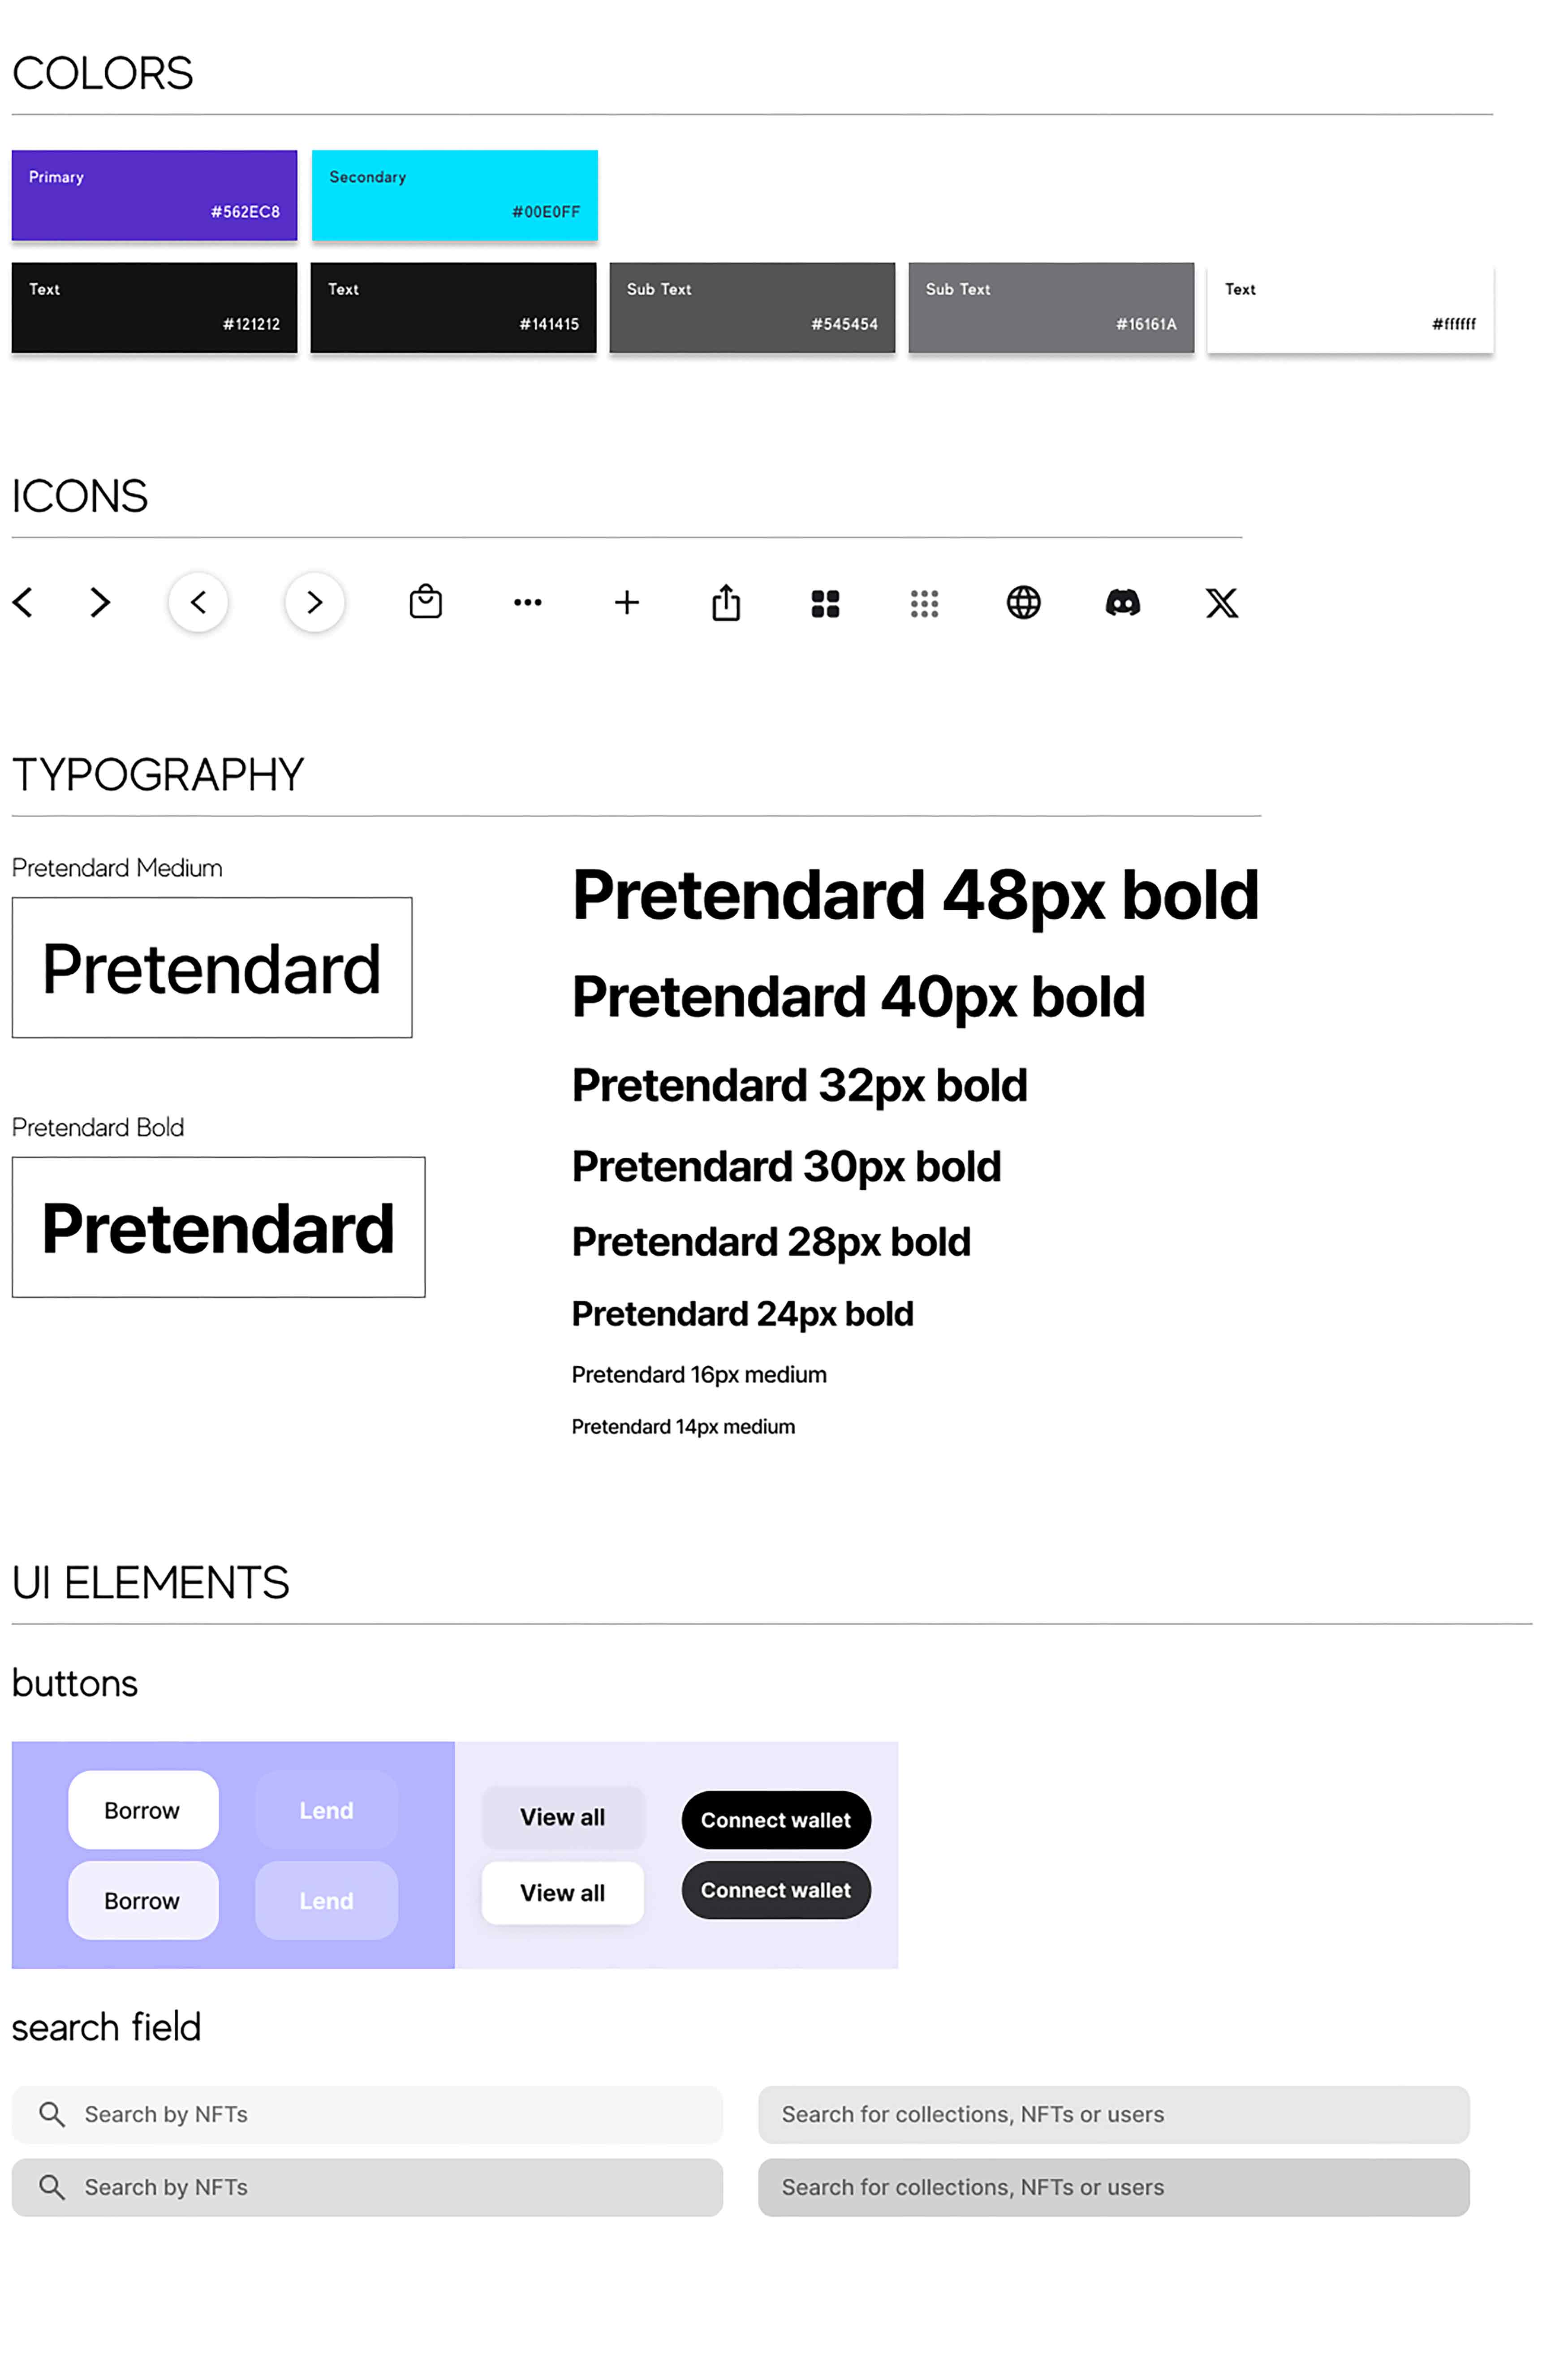 COLORS
Primary
#562EC8
Secondary
#00E0FF
Text
#121212
Text
#141415
Sub Text
#545454
Sub Text
#16161A
Text
#ffffff
ICONS
TYPOGRAPHY
Pretendard Medium
Pretendard
Pretendard Bold
Pretendard
Pretendard 48px bold
Pretendard 40px bold
Pretendard 32px bold
Pretendard 30px bold
Pretendard 28px bold
Pretendard 24px bold
Pretendard 16px medium
Pretendard 14px medium
UI ELEMENTS
buttons
Borrow
Lend
View all
Connect wallet
Borrow
Lend
View all
Connect wallet
search field
Search by NFTs
Search for collections, NFTs or users
Search by NFTs
Search for collections, NFTs or users